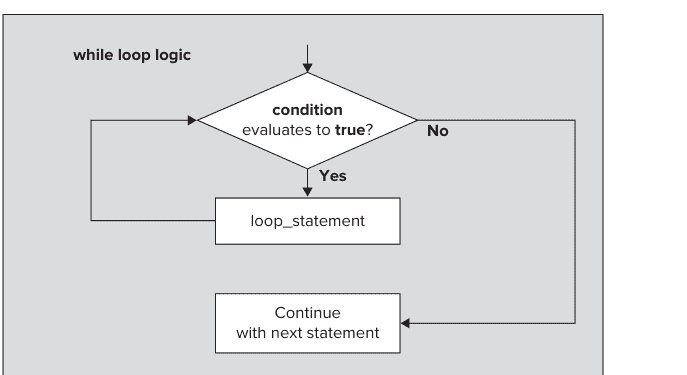 while loop logic
condition
evaluates to true?
No
Yes
loop_statement
Continue
with next statement